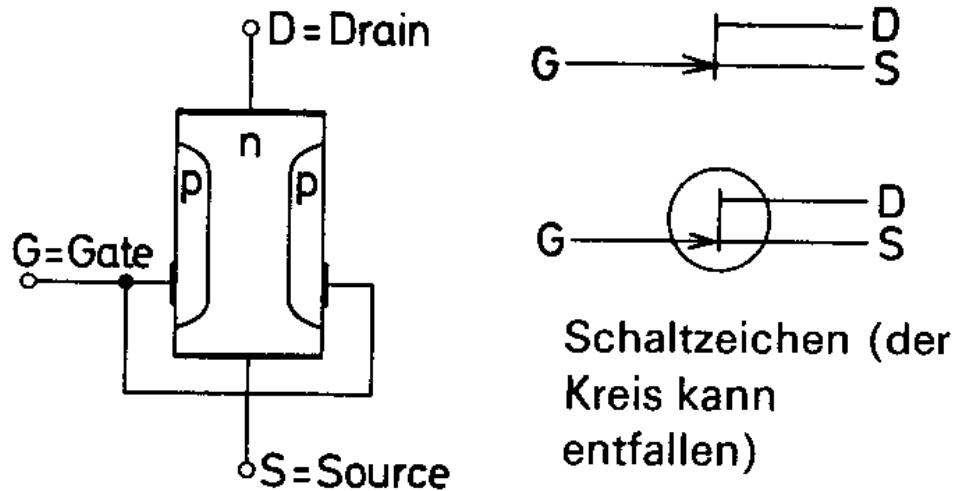 D=Drain
n
p
p
G=Gate
S=Source
G
D
S
G
D
S
Schaltzeichen (der
Kreis kann
entfallen)